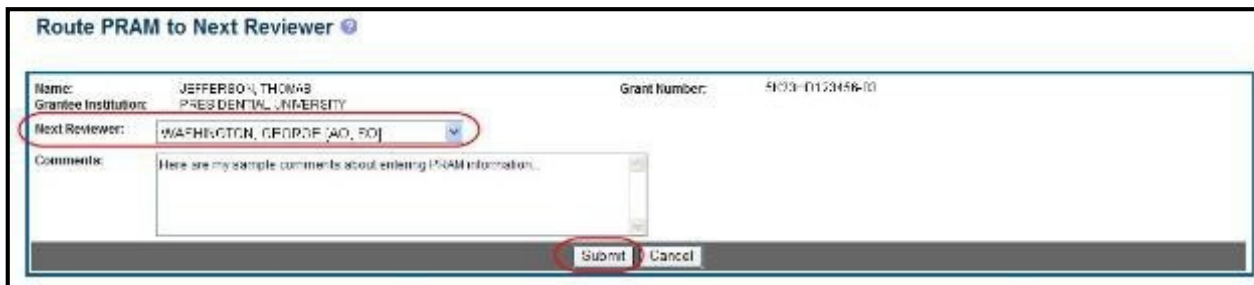 Route PRAM to Next Reviewer ?
Name: JEFFERSON, THOMAS Grant Number:
Grantee Institution: PRESIDENTIAL UNIVERSITY
Next Reviewer: WASHINGTON, GEORGE [AO, SO]
Comments: Here are my sample comments about entering PRAM information...
Submit Cancel